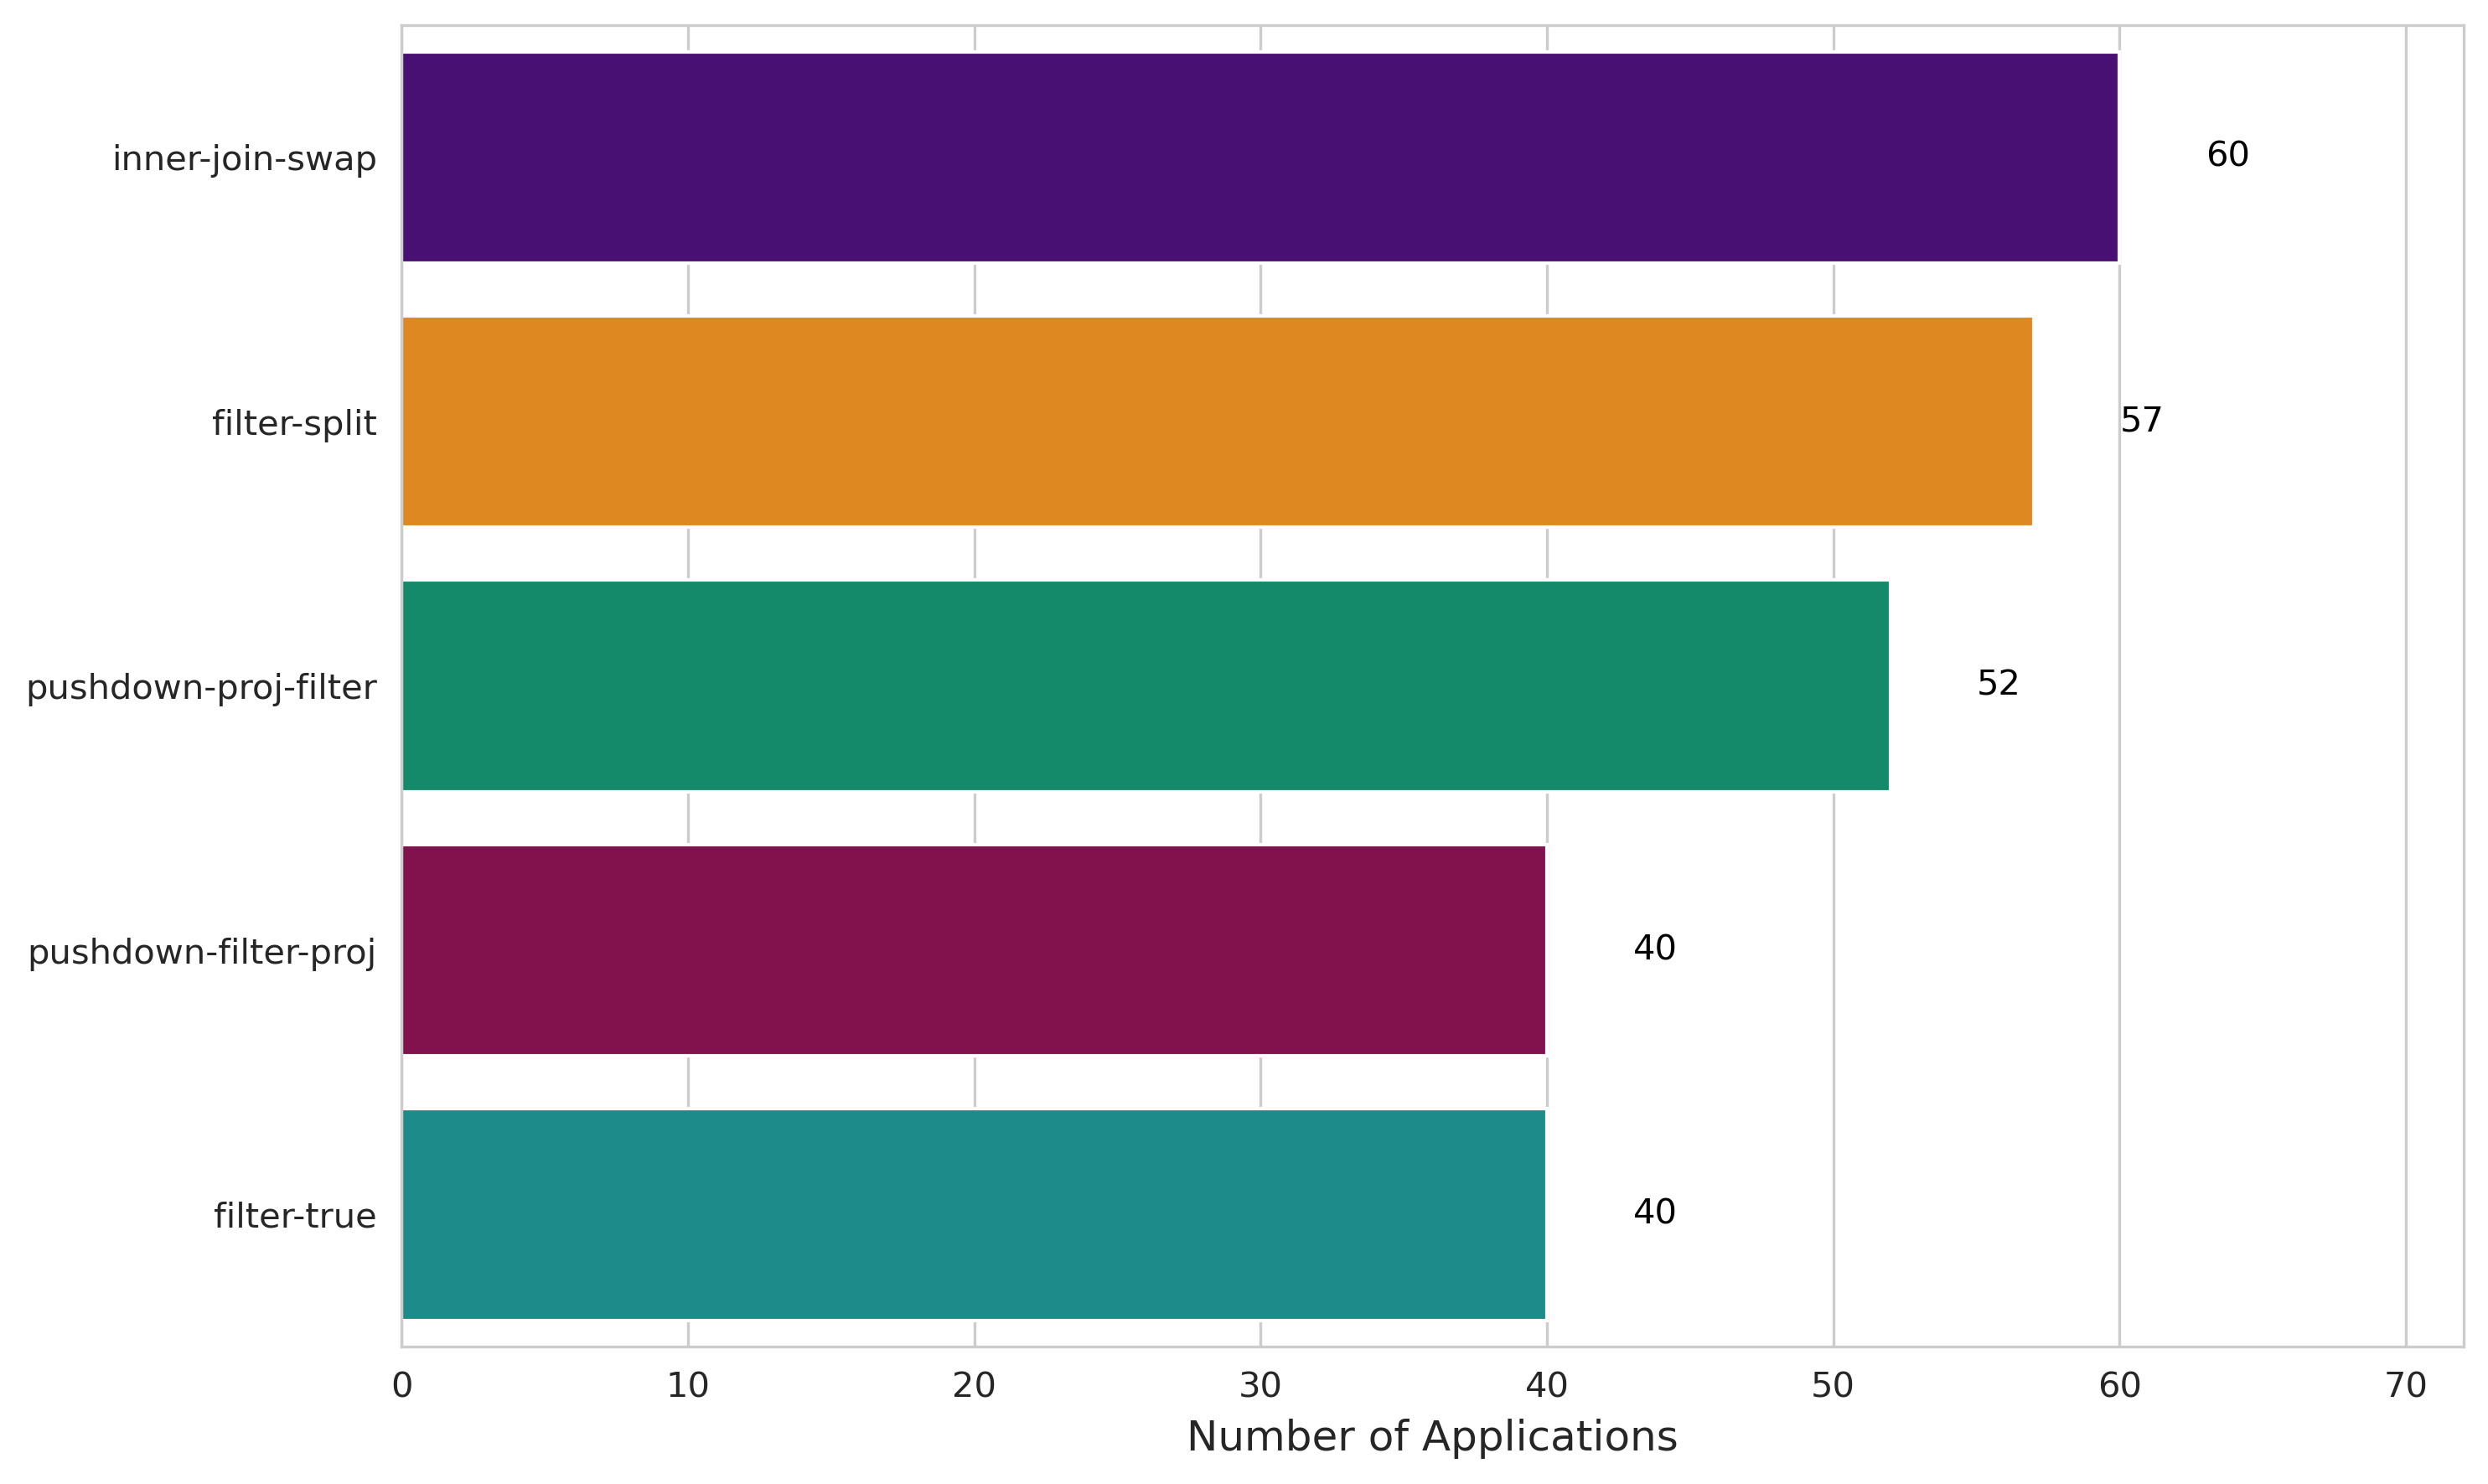 inner-join-swap
60
filter-split
57
pushdown-proj-filter
52
pushdown-filter-proj
40
filter-true
40
0 10 20 30 40 50 60 70
Number of Applications